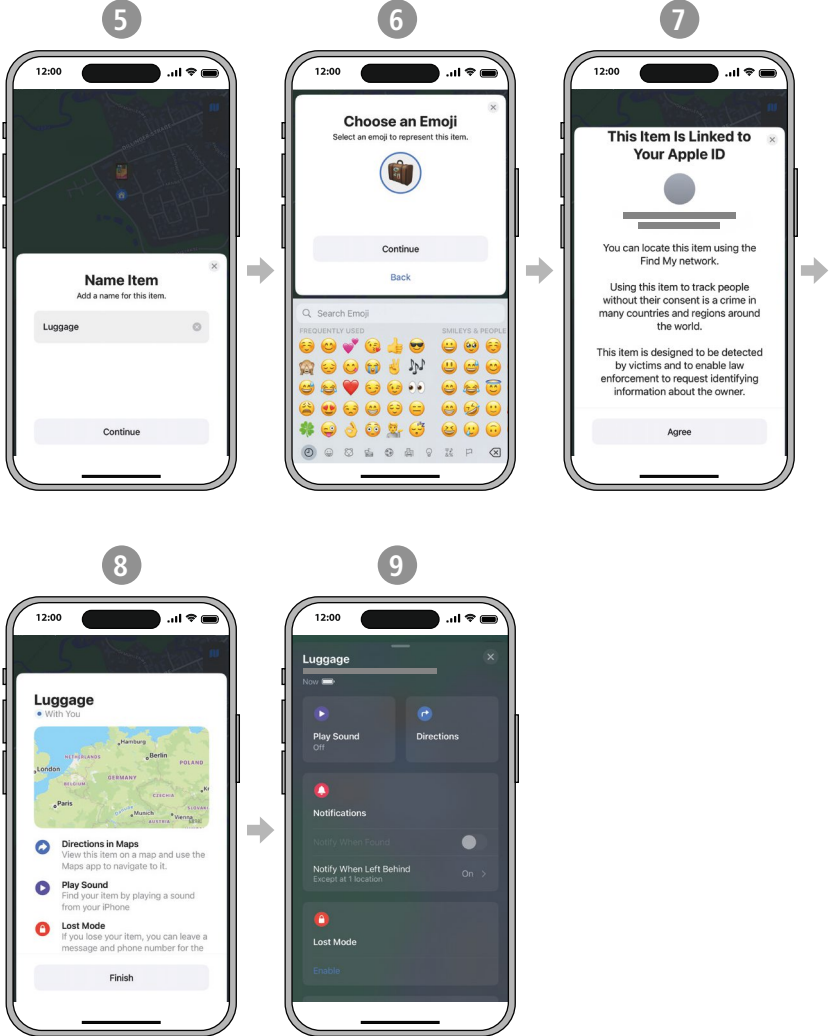 5
12:00
Name Item
Add a name for this item.
Luggage
Continue
6
12:00
Choose an Emoji
Select an emoji to represent this item.
Continue
Back
Search Emoji
FREQUENTLY USED
SMILEYS & PEOPLE
7
12:00
This Item Is Linked to
Your Apple ID
You can locate this item using the
Find My network.
Using this item to track people
without their consent is a crime in
many countries and regions around
the world.
This item is designed to be detected
by victims and to enable law
enforcement to request identifying
information about the owner.
Agree
8
12:00
Luggage
With You
Hamburg
NETHERLANDS
Berlin
POLAND
London
GERMANY
BELGIUM
CZECHIA
Paris
Danube
Munich
Vienna
AUSTRIA
Directions in Maps
View this item on a map and use the
Maps app to navigate to it.
Play Sound
Find your item by playing a sound
from your iPhone
Lost Mode
If you lose your item, you can leave a
message and phone number for the
Finish
9
12:00
Luggage
Now
Play Sound
Off
Directions
Notifications
Notify When Found
Notify When Left Behind
Except at 1 location
On
Lost Mode
Enable